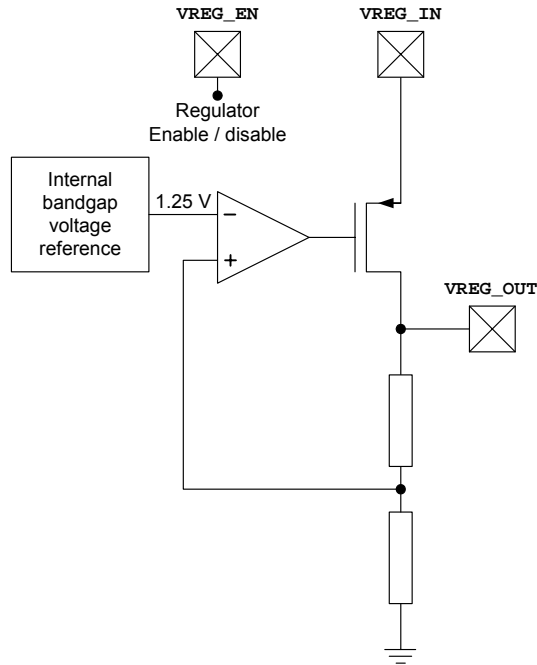 VREG_EN
VREG_IN
Regulator
Enable / disable
Internal
bandgap
voltage
reference
1.25 V
−
+
VREG_OUT